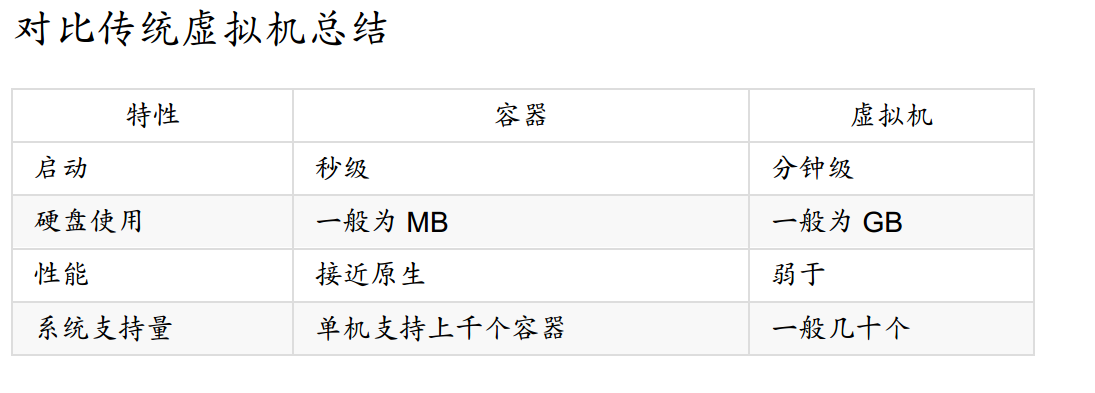 对比传统虚拟机总结
特性 容器 虚拟机
启动 秒级 分钟级
硬盘使用 一般为 MB 一般为 GB
性能 接近原生 弱于
系统支持量 单机支持上千个容器 一般几十个